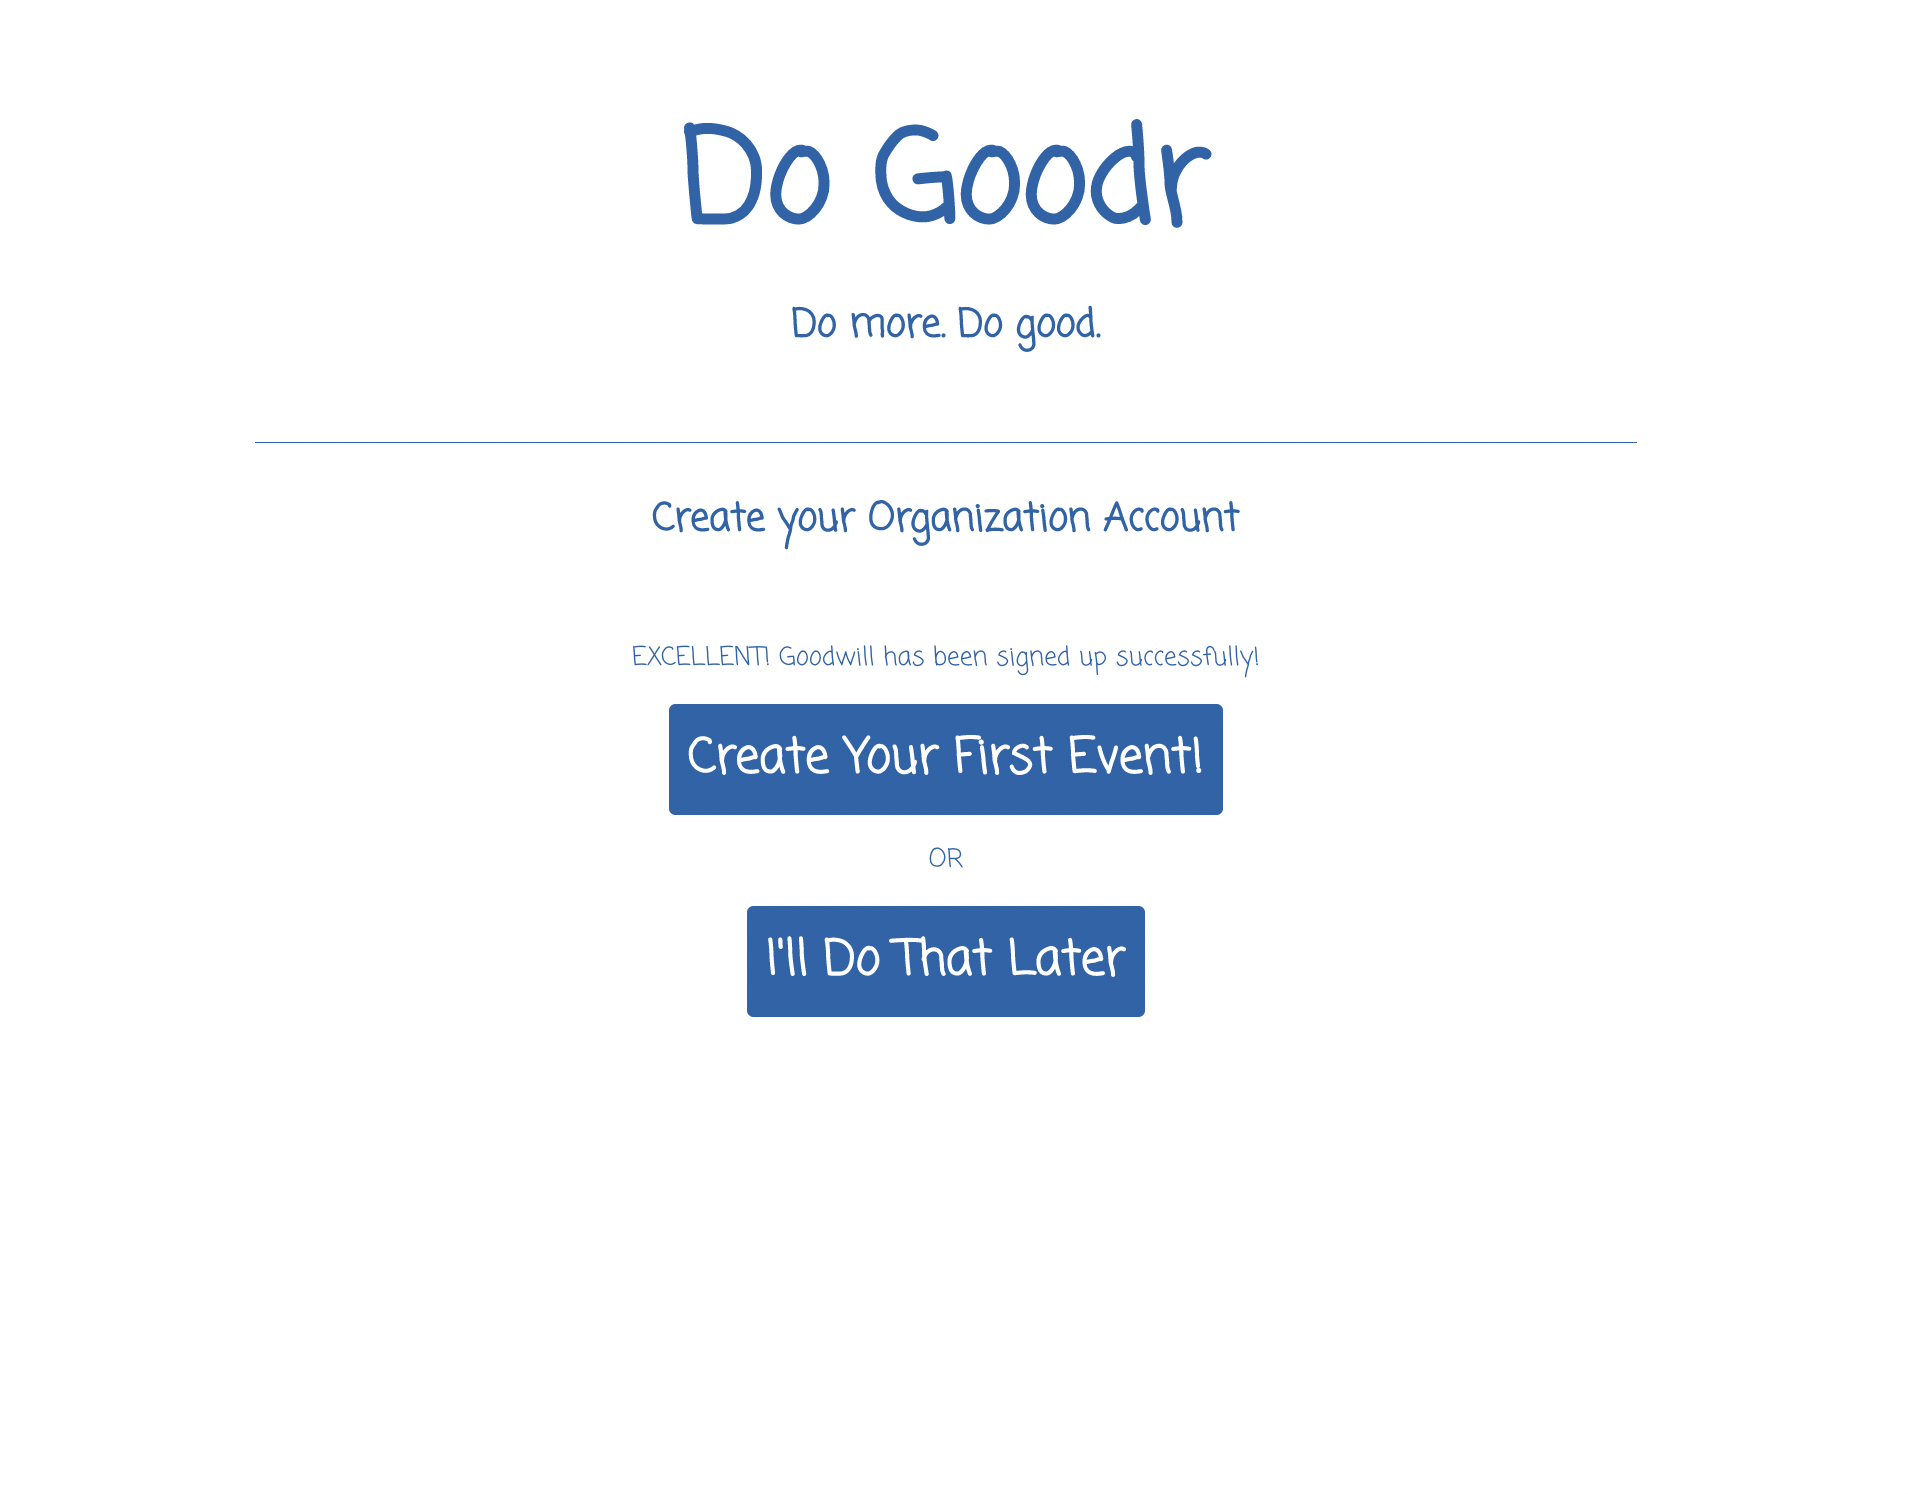 Do Goodr
Do more. Do good.
Create your Organization Account
EXCELLENT! Goodwill has been signed up successfully!
Create Your First Event!
OR
I'll Do That Later